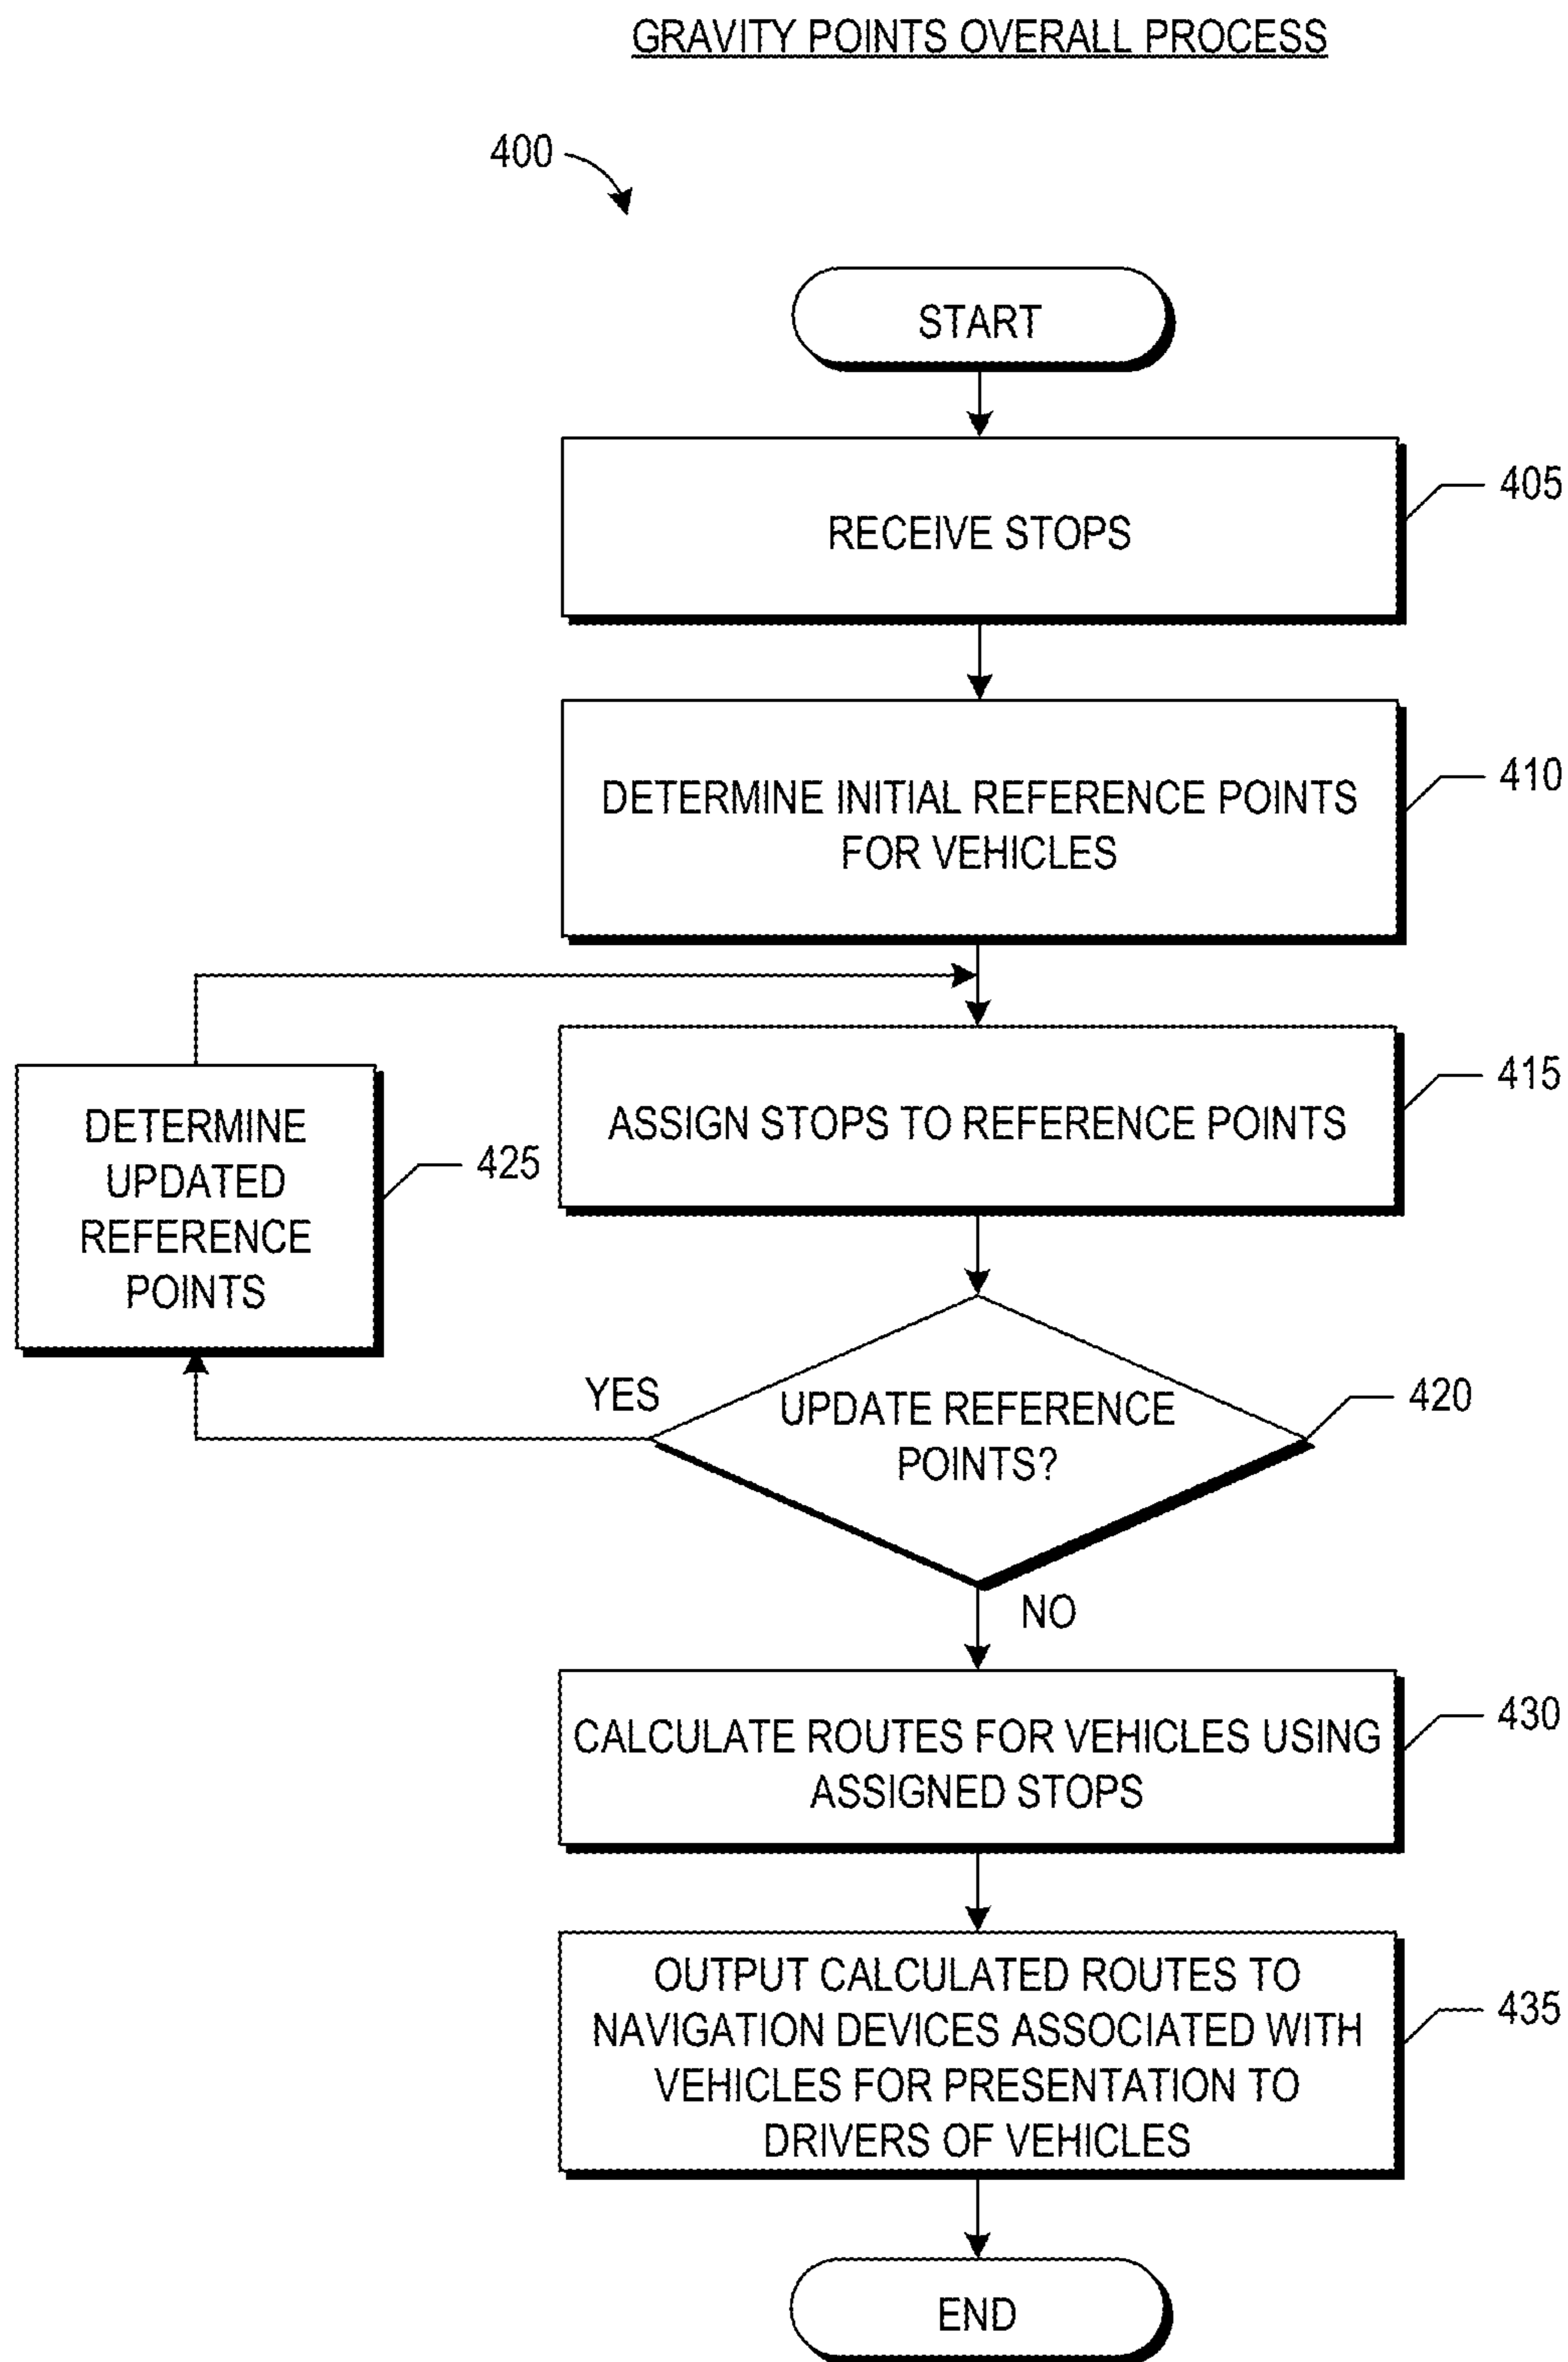 GRAVITY POINTS OVERALL PROCESS
400
START
405
RECEIVE STOPS
410
DETERMINE INITIAL REFERENCE POINTS
FOR VEHICLES
415
ASSIGN STOPS TO REFERENCE POINTS
DETERMINE
UPDATED
REFERENCE
POINTS
425
YES
UPDATE REFERENCE
POINTS?
420
NO
CALCULATE ROUTES FOR VEHICLES USING
ASSIGNED STOPS
430
OUTPUT CALCULATED ROUTES TO
NAVIGATION DEVICES ASSOCIATED WITH
VEHICLES FOR PRESENTATION TO
DRIVERS OF VEHICLES
435
END